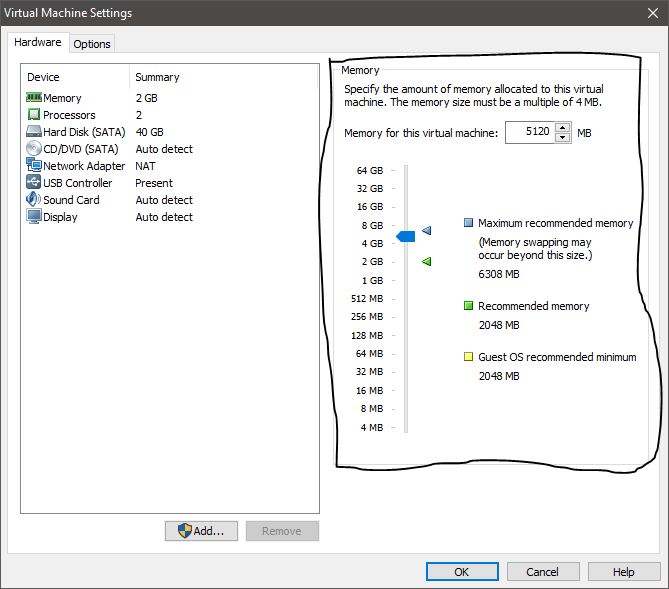 Virtual Machine Settings
Hardware
Options
Device Summary
Memory 2 GB
Processors 2
Hard Disk (SATA) 40 GB
CD/DVD (SATA) Auto detect
Network Adapter NAT
USB Controller Present
Sound Card Auto detect
Display Auto detect
Add...
Remove
Memory
Specify the amount of memory allocated to this virtual
machine. The memory size must be a multiple of 4 MB.
Memory for this virtual machine: 5120 MB
64 GB
32 GB
16 GB
8 GB
4 GB
2 GB
1 GB
512 MB
256 MB
128 MB
64 MB
32 MB
16 MB
8 MB
4 MB
Maximum recommended memory
(Memory swapping may
occur beyond this size.)
6308 MB
Recommended memory
2048 MB
Guest OS recommended minimum
2048 MB
OK
Cancel
Help